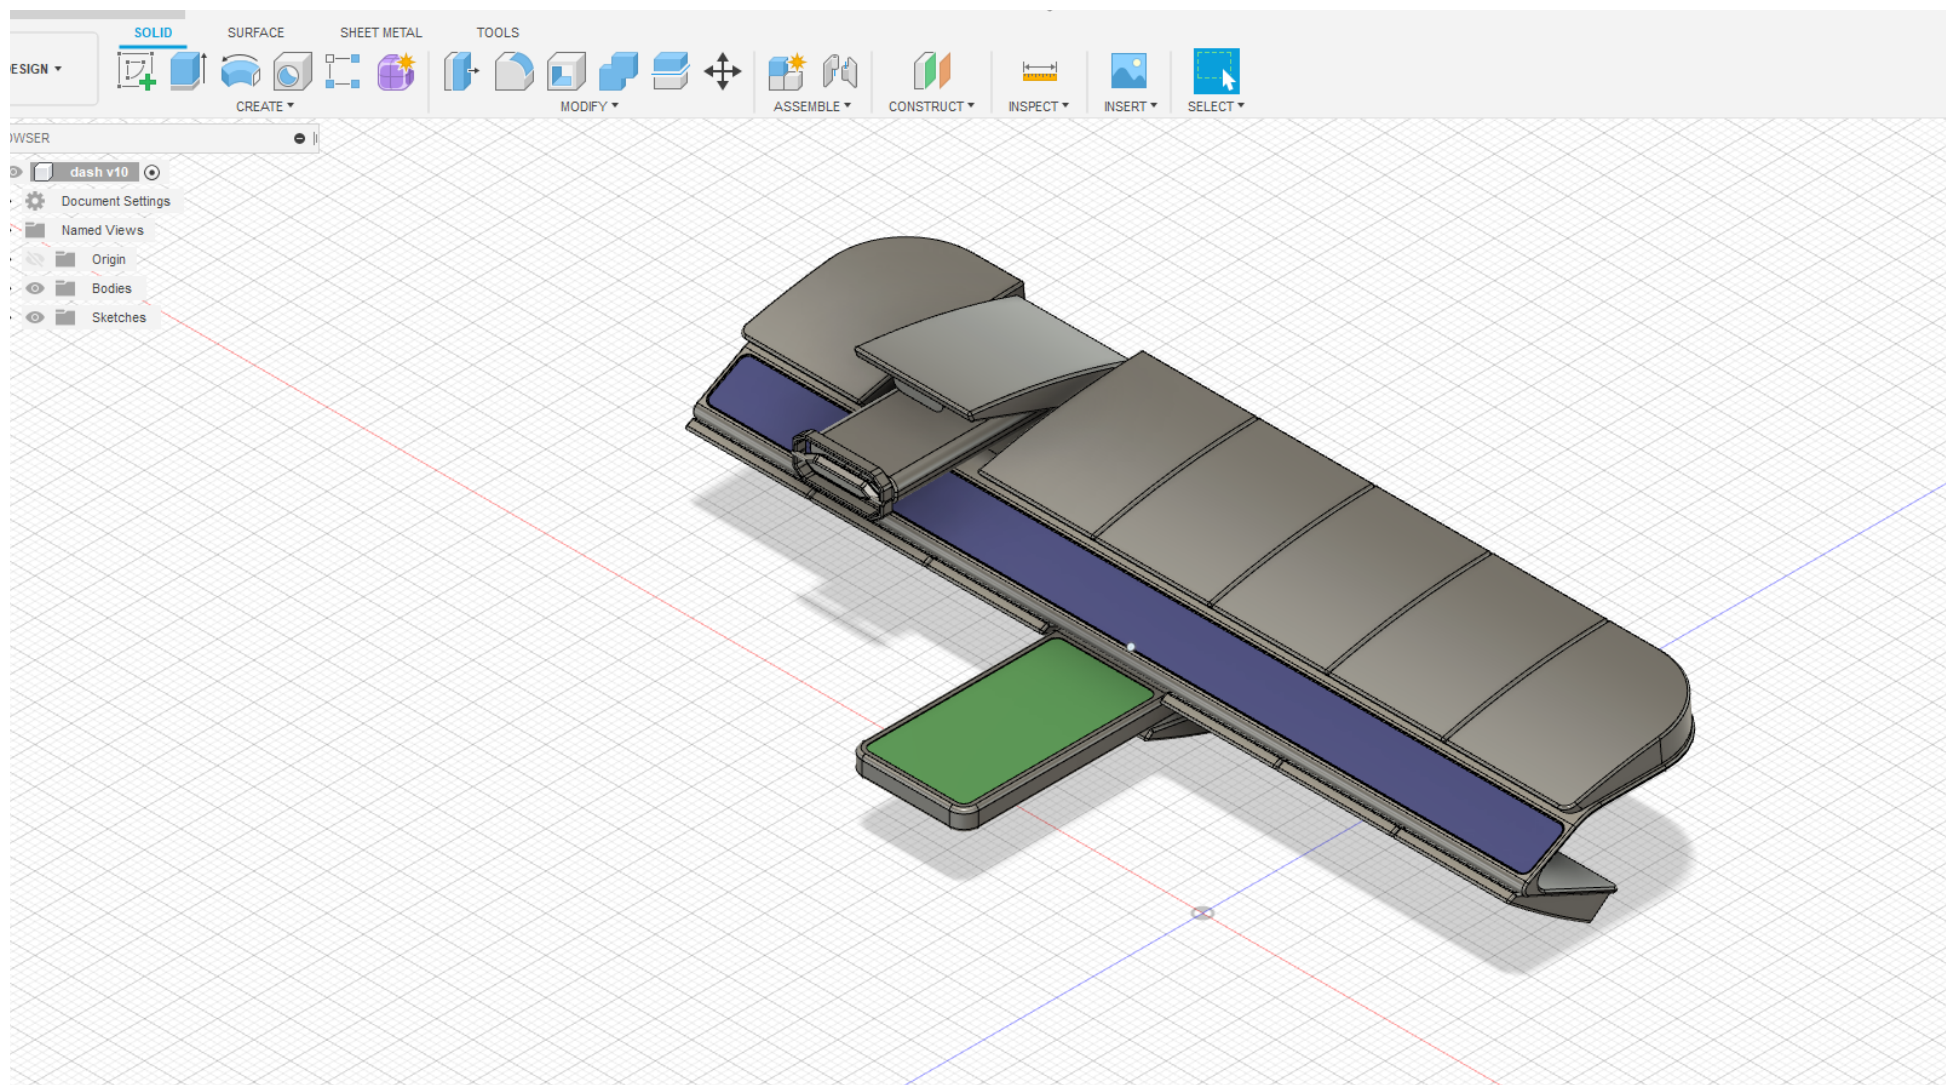 SOLID SURFACE SHEET METAL TOOLS
ESIGN
CREATE MODIFY ASSEMBLE CONSTRUCT INSPECT INSERT SELECT
OWSER
dash v10
Document Settings
Named Views
Origin
Bodies
Sketches